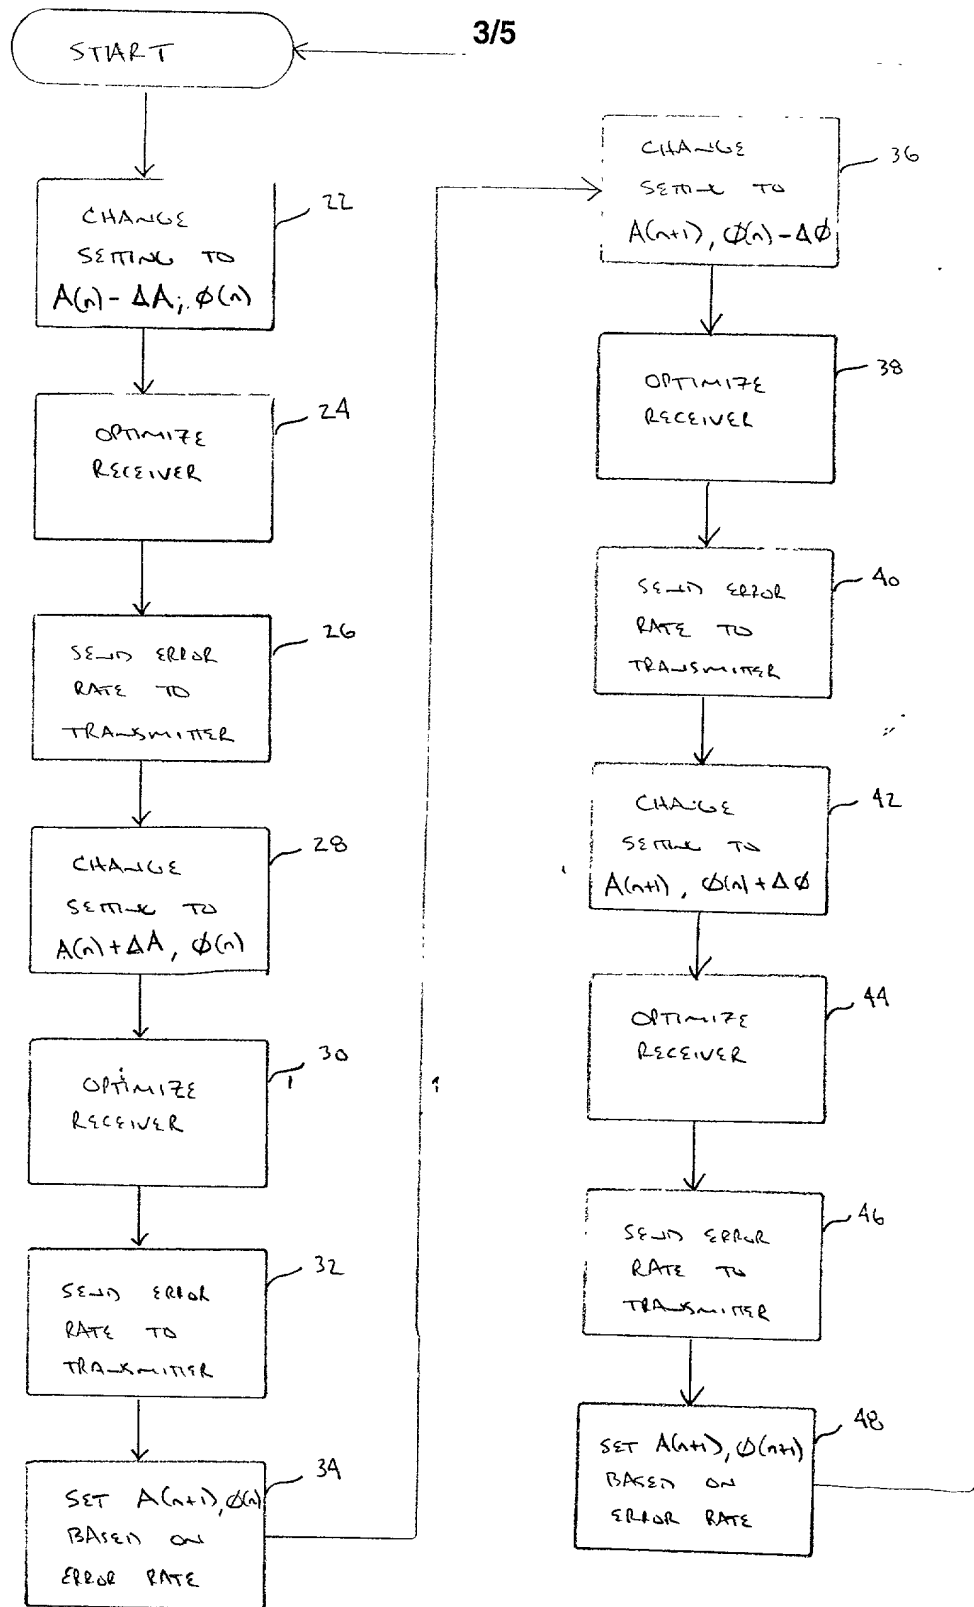 3/5
START
CHANGE
SETTING TO
A(n) - ΔA, ϕ(n)
22
OPTIMIZE
RECEIVER
24
SEND ERROR
RATE TO
TRANSMITTER
26
CHANGE
SETTING TO
A(n) + ΔA, ϕ(n)
28
OPTIMIZE
RECEIVER
30
SEND ERROR
RATE TO
TRANSMITTER
32
SET A(n+1), ϕ(n)
BASED ON
ERROR RATE
34
CHANGE
SETTING TO
A(n+1), ϕ(n) - Δϕ
36
OPTIMIZE
RECEIVER
38
SEND ERROR
RATE TO
TRANSMITTER
40
CHANGE
SETTING TO
A(n+1), ϕ(n) + Δϕ
42
OPTIMIZE
RECEIVER
44
SEND ERROR
RATE TO
TRANSMITTER
46
SET A(n+1), ϕ(n+1)
BASED ON
ERROR RATE
48